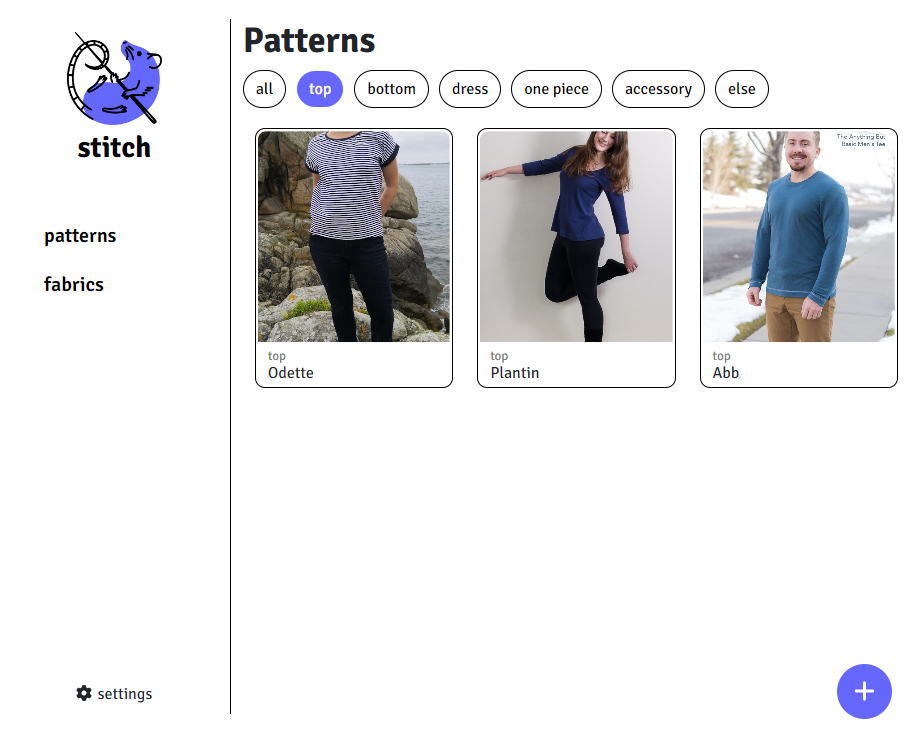 stitch
patterns
fabrics
settings
Patterns
all
top
bottom
dress
one piece
accessory
else
top
Odette
top
Plantin
The Anything But
Basic Men's Tee
top
Abb